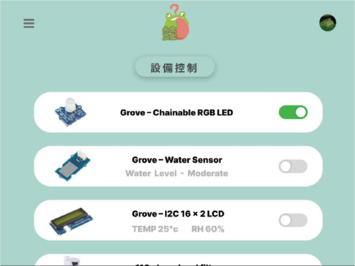 設備控制
Grove – Chainable RGB LED
Grove – Water Sensor
Water Level - Moderate
Grove – I2C 16 x 2 LCD
TEMP 25°c RH 60%